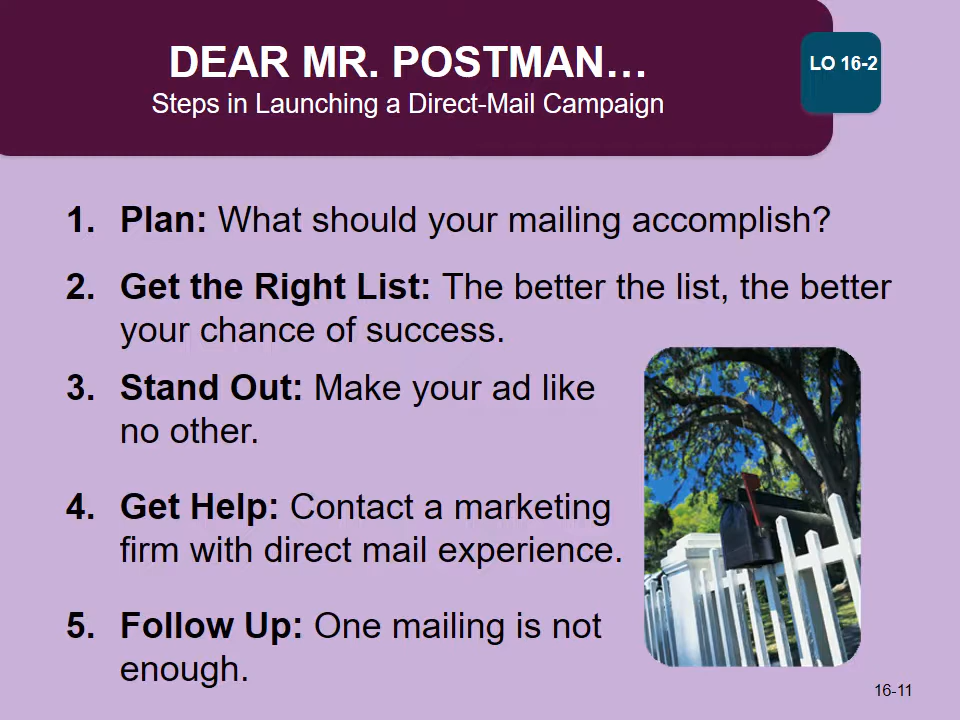 DEAR MR. POSTMAN…
Steps in Launching a Direct-Mail Campaign
LO 16-2
1. Plan: What should your mailing accomplish?
2. Get the Right List: The better the list, the better
your chance of success.
3. Stand Out: Make your ad like
no other.
4. Get Help: Contact a marketing
firm with direct mail experience.
5. Follow Up: One mailing is not
enough.
16-11